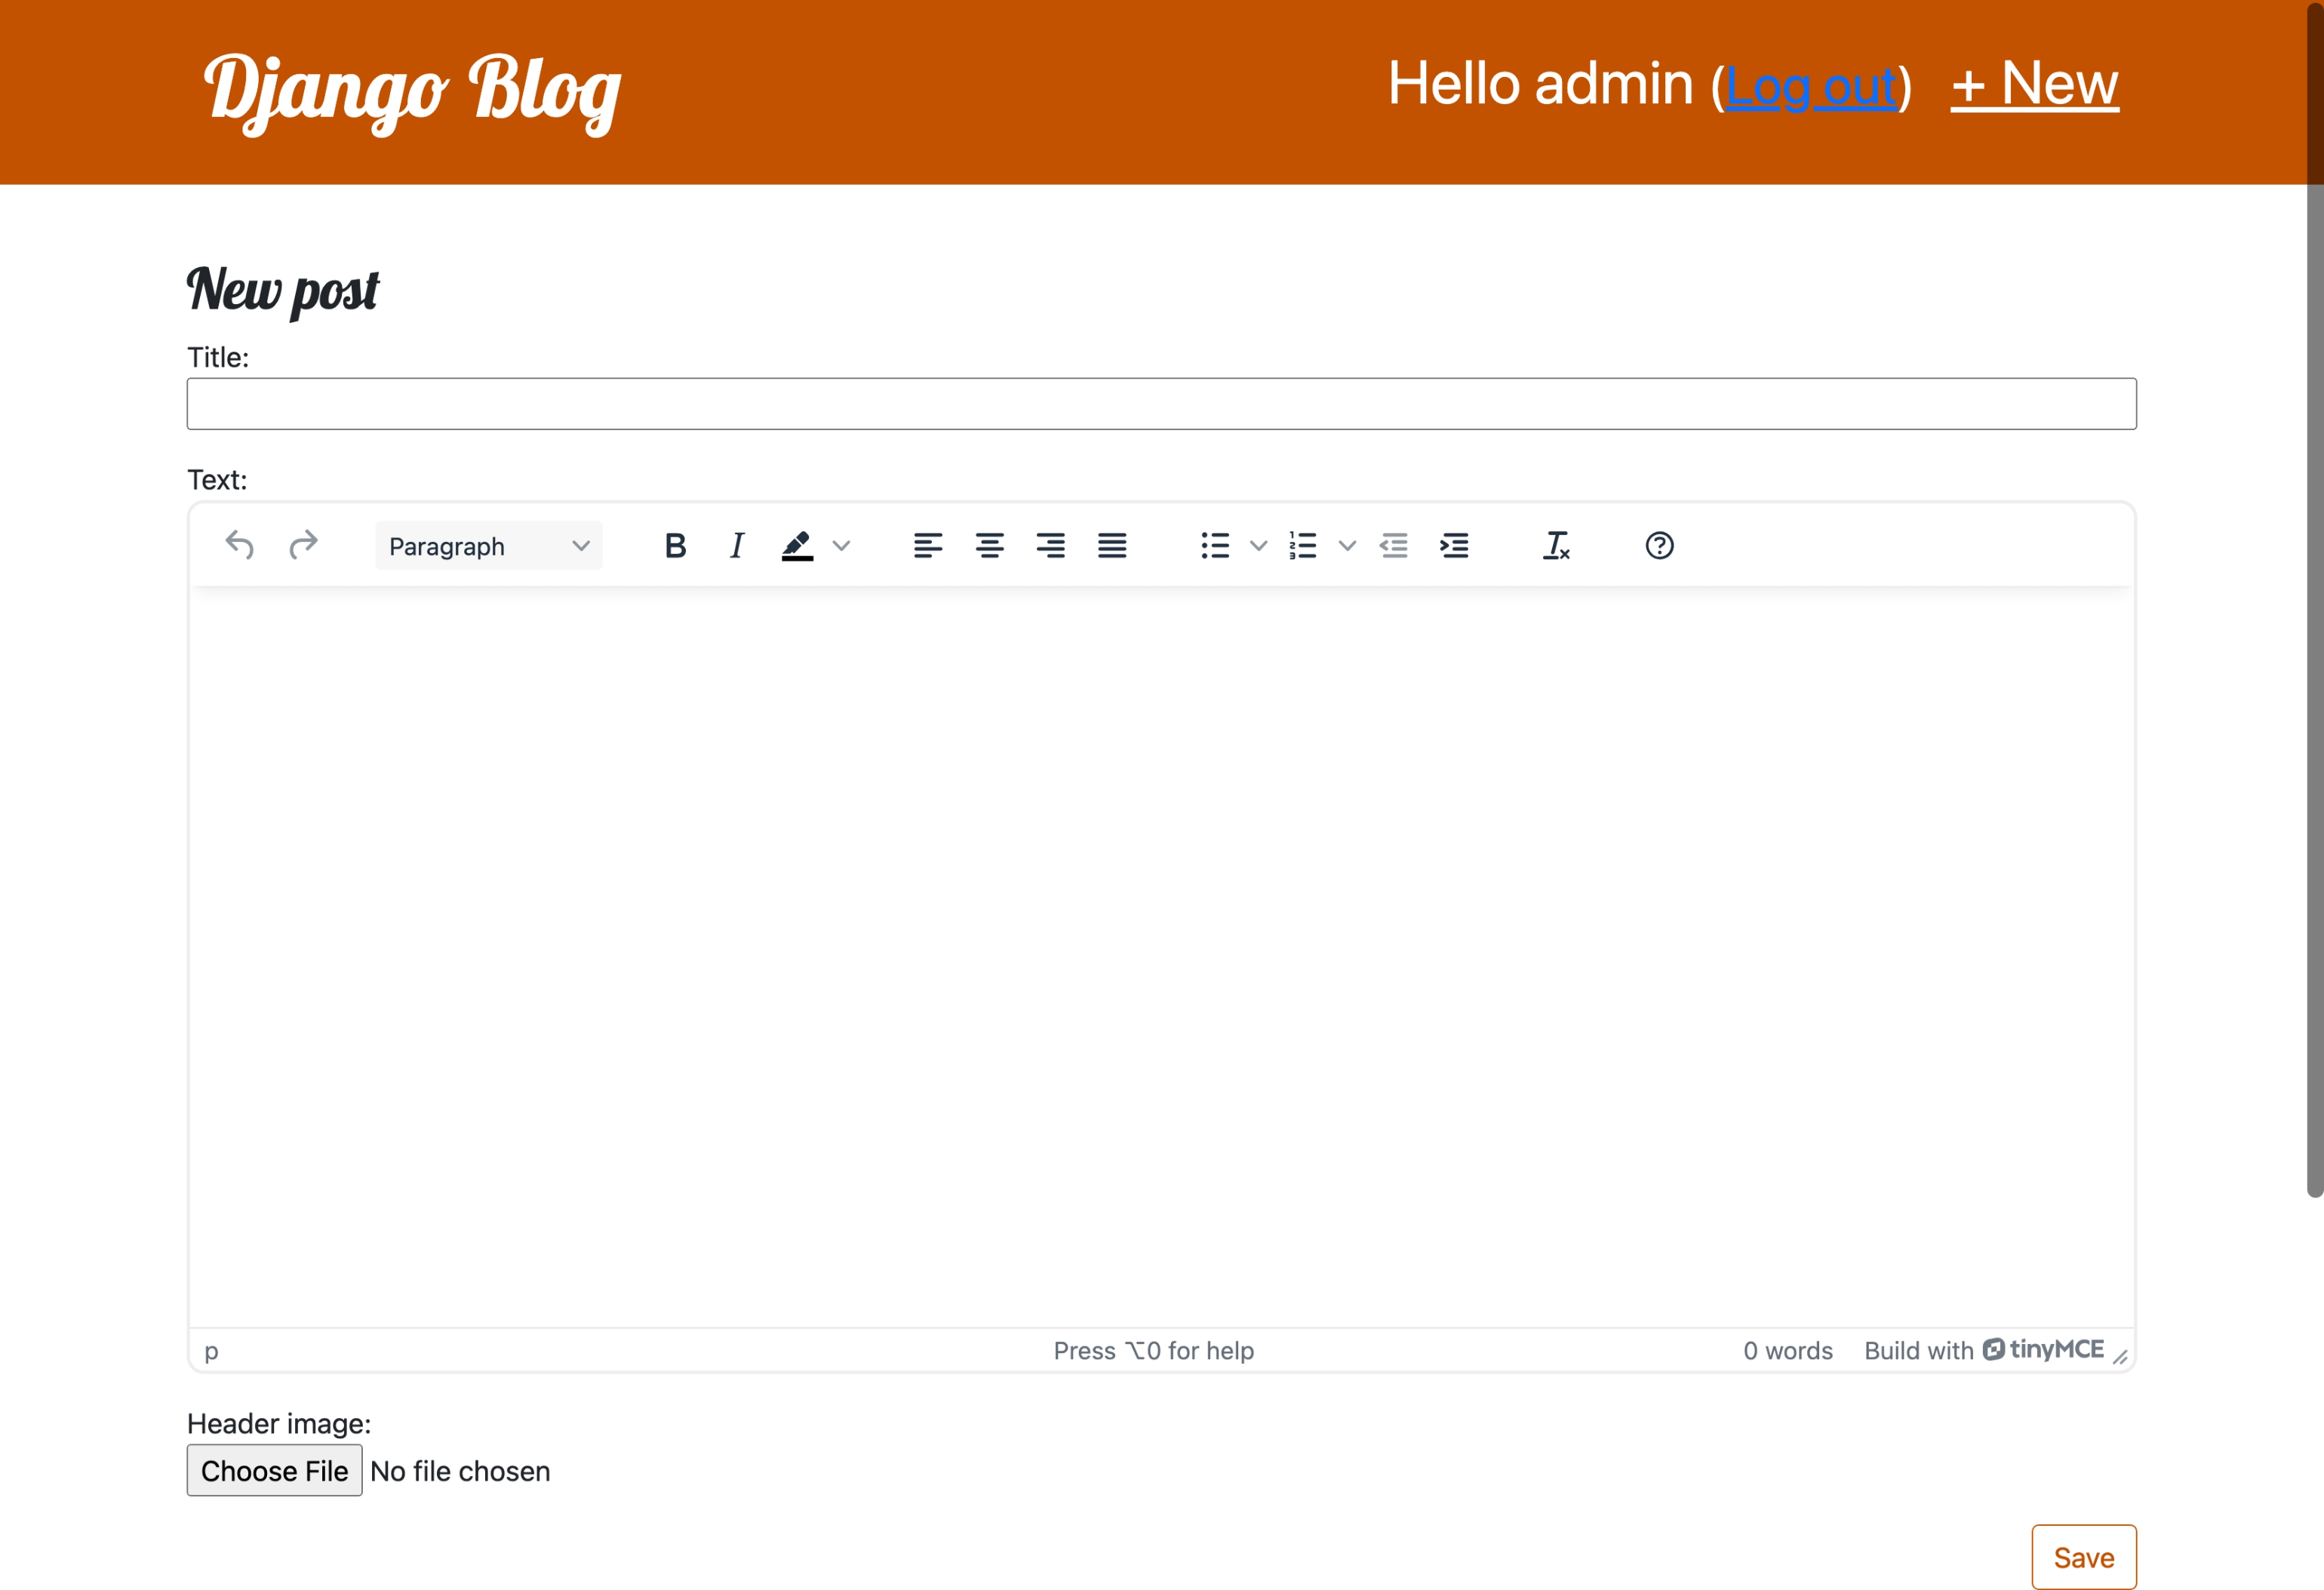 Django Blog
Hello admin (Log out) + New
New post
Title:
Text:
Paragraph
p
Press ⌥0 for help
0 words
Build with tinyMCE
Header image:
Choose File No file chosen
Save